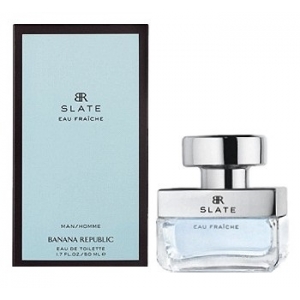 BR
SLATE
EAU FRAÎCHE
MAN/HOMME
BANANA REPUBLIC
EAU DE TOILETTE
1.7 FL.OZ./50 ML ℮
BR
SLATE
EAU FRAÎCHE